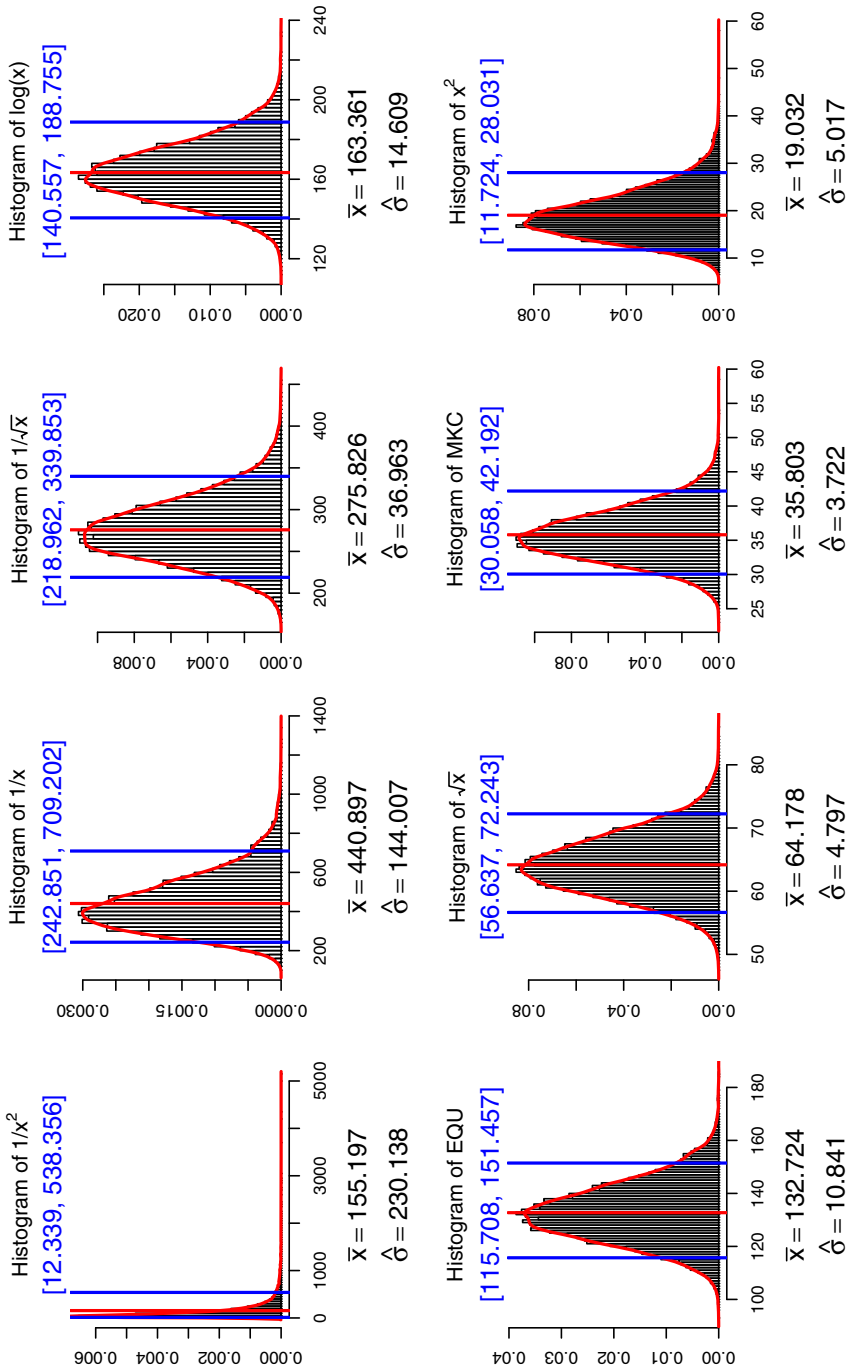 Histogram of 1/x²
[12.339, 538.356]
0.006
0.004
0.002
0.000
0 1000 3000 5000
x̅ = 155.197
σ̂ = 230.138
Histogram of 1/x
[242.851, 709.202]
0.0030
0.0015
0.0000
200 600 1000 1400
x̅ = 440.897
σ̂ = 144.007
Histogram of 1/√x
[218.962, 339.853]
0.008
0.004
0.000
200 300 400
x̅ = 275.826
σ̂ = 36.963
Histogram of log(x)
[140.557, 188.755]
0.020
0.010
0.000
120 160 200 240
x̅ = 163.361
σ̂ = 14.609
Histogram of EQU
[115.708, 151.457]
0.04
0.03
0.02
0.01
0.00
100 120 140 160 180
x̅ = 132.724
σ̂ = 10.841
Histogram of √x
[56.637, 72.243]
0.08
0.04
0.00
50 60 70 80
x̅ = 64.178
σ̂ = 4.797
Histogram of MKC
[30.058, 42.192]
0.04
0.00
25 30 35 40 45 50 55 60
x̅ = 35.803
σ̂ = 3.722
Histogram of x²
[11.724, 28.031]
0.08
0.04
0.00
10 20 30 40 50 60
x̅ = 19.032
σ̂ = 5.017